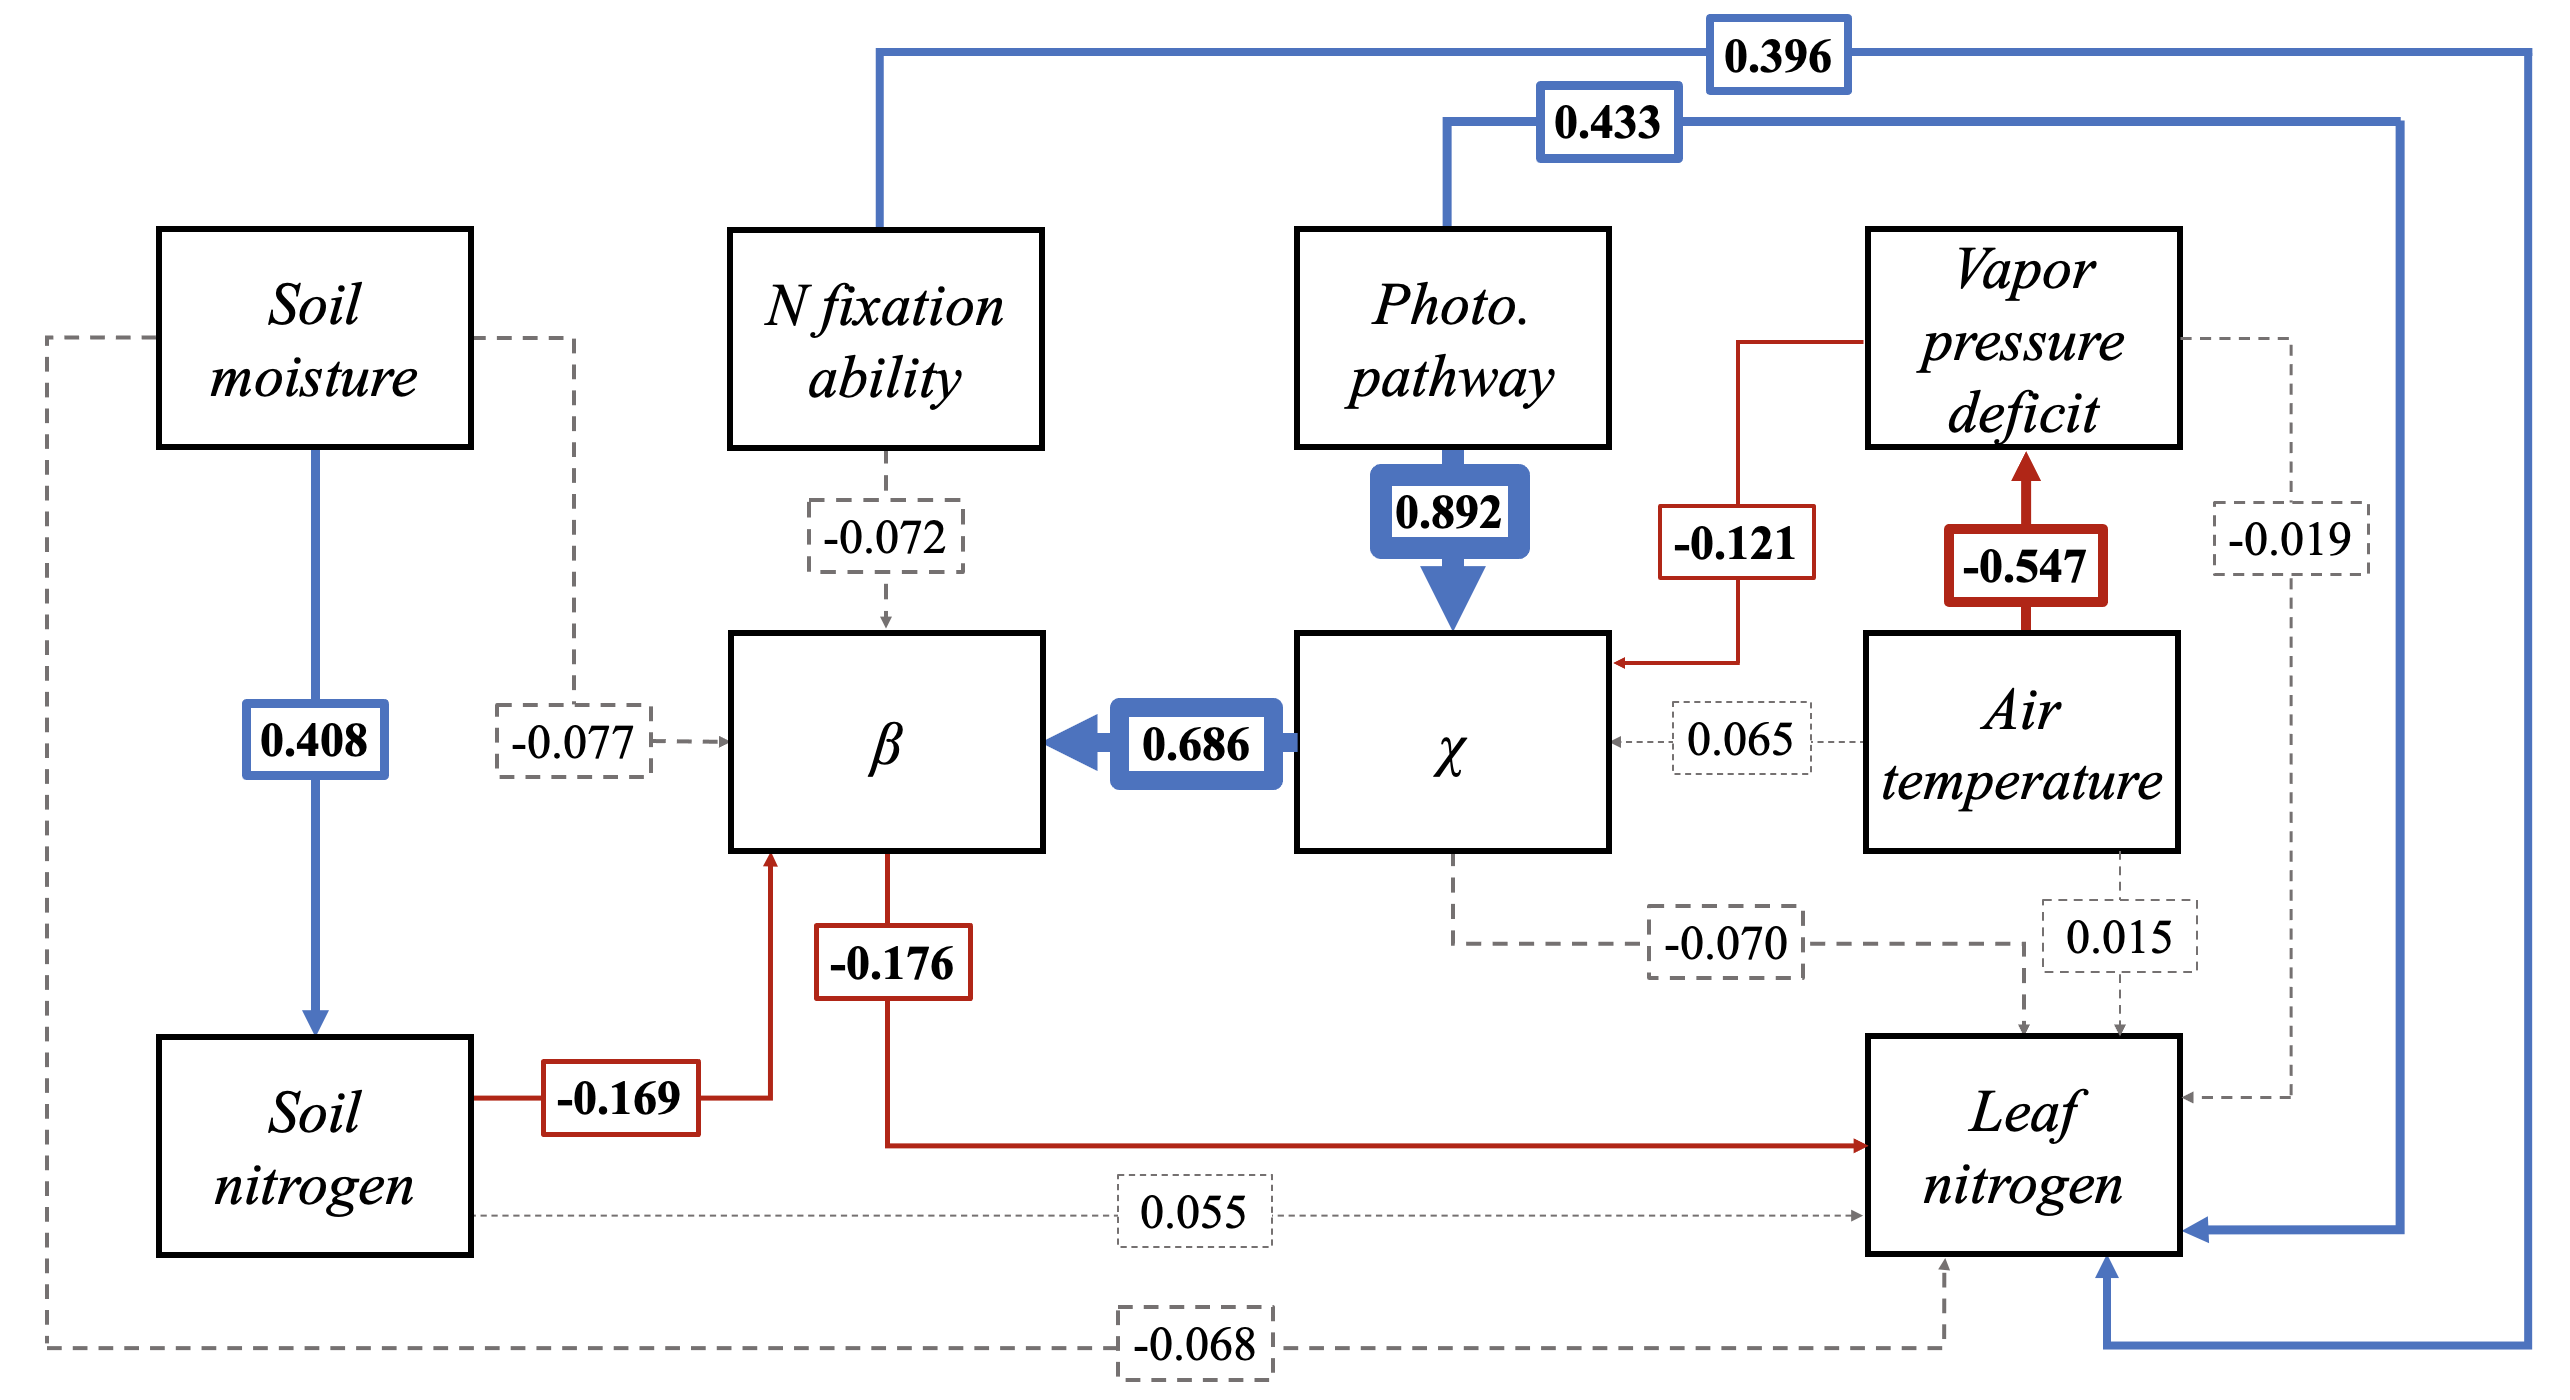 0.396
0.433
Soil
moisture
N fixation
ability
Photo.
pathway
Vapor
pressure
deficit
-0.072
0.892
-0.121
-0.547
-0.019
0.408
-0.077
β
0.686
χ
0.065
Air
temperature
-0.176
-0.070
0.015
Soil
nitrogen
-0.169
0.055
Leaf
nitrogen
-0.068